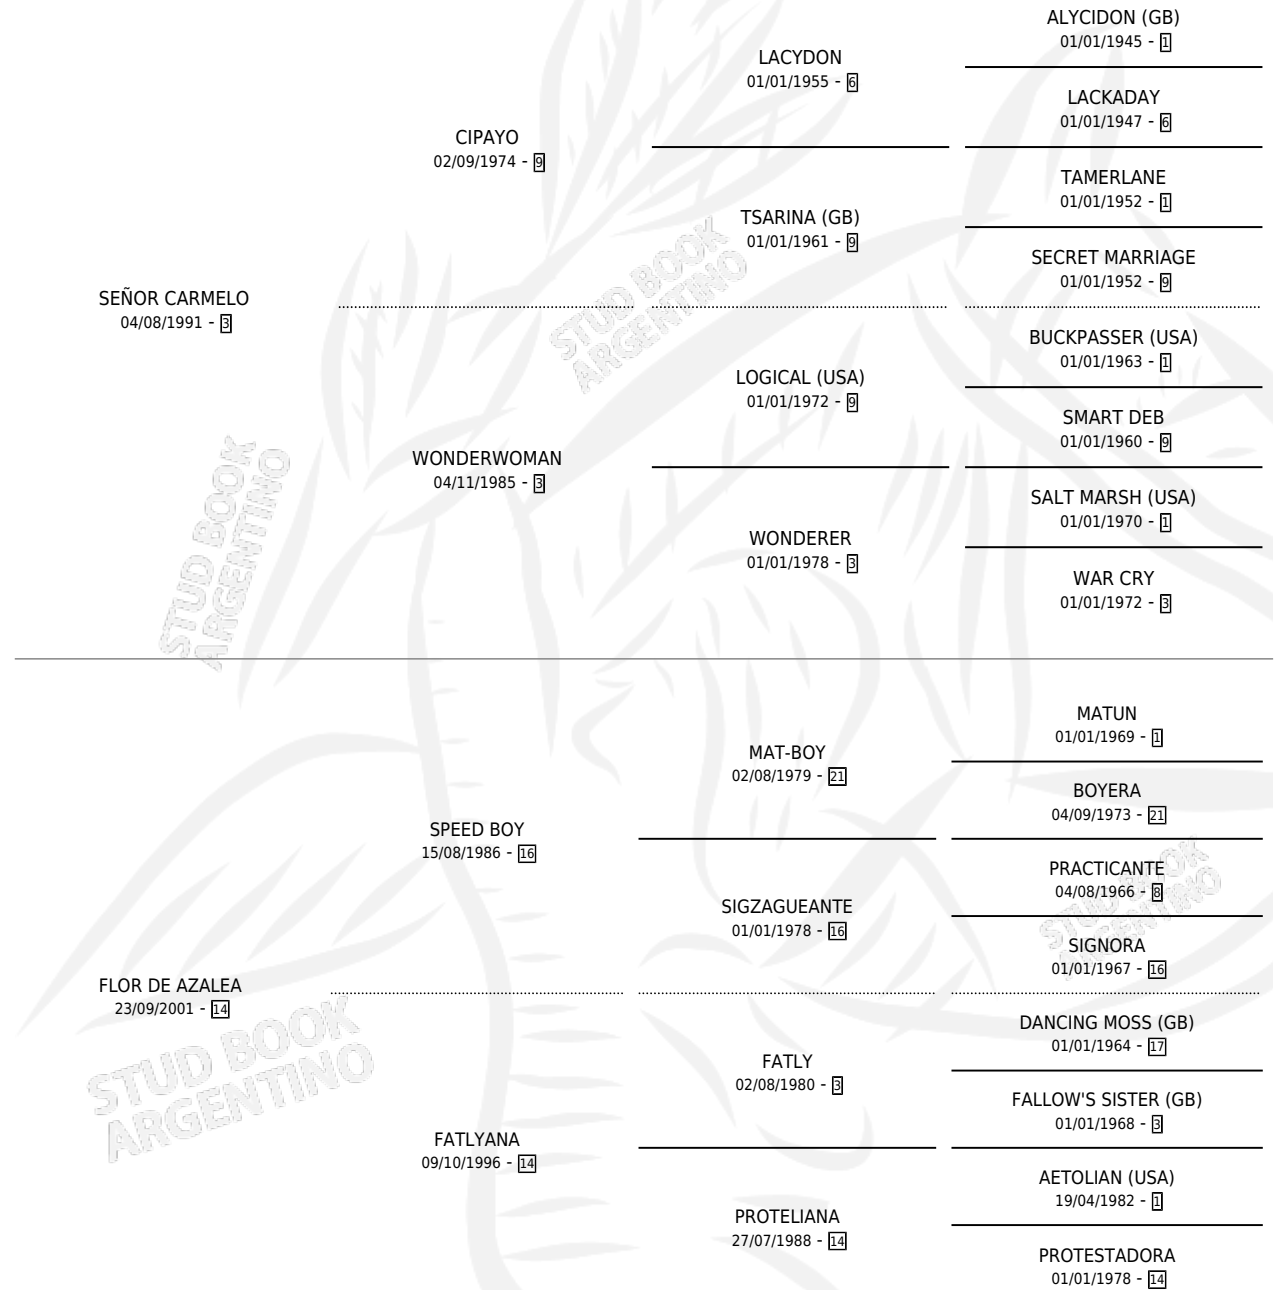 ALYCIDON (GB)
01/01/1945 - 1
LACYDON
01/01/1955 - 6
LACKADAY
01/01/1947 - 6
CIPAYO
02/09/1974 - 9
TAMERLANE
01/01/1952 - 1
TSARINA (GB)
01/01/1961 - 9
SECRET MARRIAGE
01/01/1952 - 9
SEÑOR CARMELO
04/08/1991 - 3
BUCKPASSER (USA)
01/01/1963 - 1
LOGICAL (USA)
01/01/1972 - 9
SMART DEB
01/01/1960 - 9
WONDERWOMAN
04/11/1985 - 3
SALT MARSH (USA)
01/01/1970 - 1
WONDERER
01/01/1978 - 3
WAR CRY
01/01/1972 - 3
MATUN
01/01/1969 - 1
MAT-BOY
02/08/1979 - 21
BOYERA
04/09/1973 - 21
SPEED BOY
15/08/1986 - 16
PRACTICANTE
04/08/1966 - 8
SIGZAGUEANTE
01/01/1978 - 16
SIGNORA
01/01/1967 - 16
FLOR DE AZALEA
23/09/2001 - 14
DANCING MOSS (GB)
01/01/1964 - 17
FATLY
02/08/1980 - 3
FALLOW'S SISTER (GB)
01/01/1968 - 3
FATLYANA
09/10/1996 - 14
AETOLIAN (USA)
19/04/1982 - 1
PROTELIANA
27/07/1988 - 14
PROTESTADORA
01/01/1978 - 14
STUD BOOK
ARGENTINO
STUD BOOK
ARGENTINO
STUD BOOK
ARGENTINO
STUD BOOK
ARGENTINO